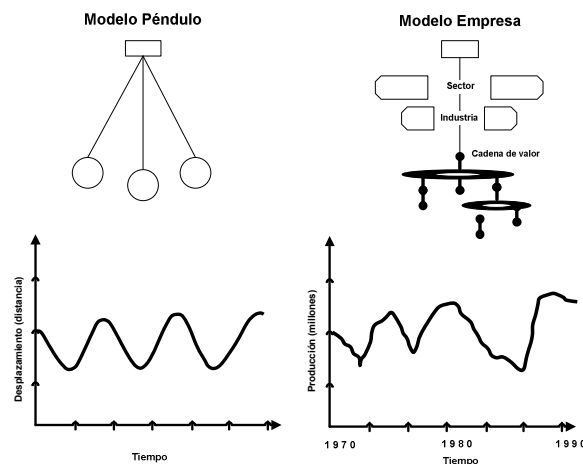 Modelo Péndulo
Modelo Empresa
Sector
Industria
Cadena de valor
Desplazamiento (distancia)
Tiempo
Producción (millones)
1970
1980
1990
Tiempo